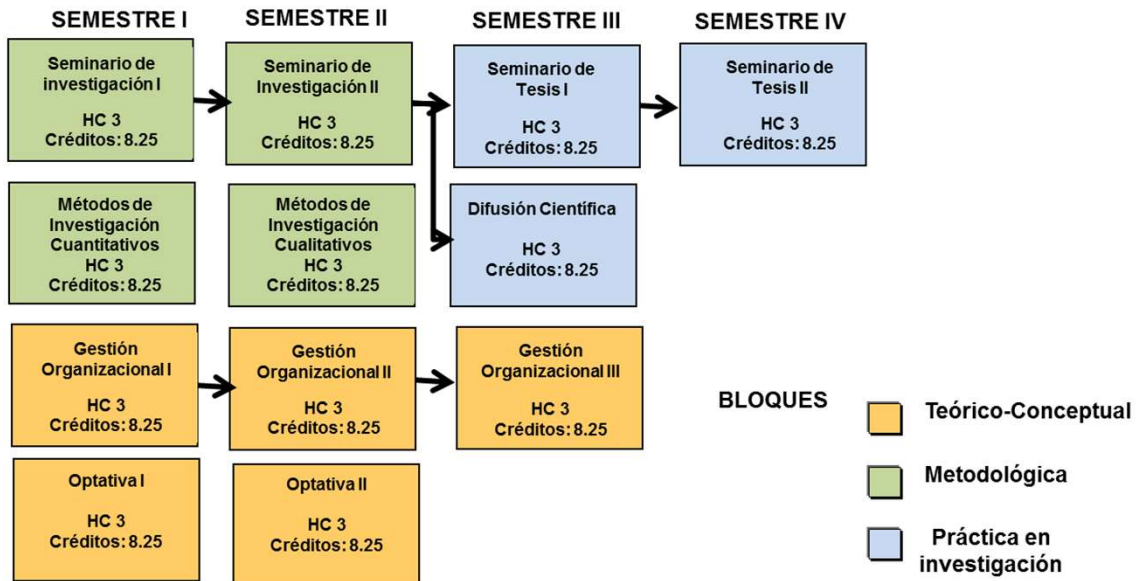 SEMESTRE I
SEMESTRE II
SEMESTRE III
SEMESTRE IV
Seminario de
investigación I
HC 3
Créditos: 8.25
Seminario de
Investigación II
HC 3
Créditos: 8.25
Seminario de
Tesis I
HC 3
Créditos: 8.25
Seminario de
Tesis II
HC 3
Créditos: 8.25
Métodos de
Investigación
Cuantitativos
HC 3
Créditos: 8.25
Métodos de
Investigación
Cualitativos
HC 3
Créditos: 8.25
Difusión Científica
HC 3
Créditos: 8.25
Gestión
Organizacional I
HC 3
Créditos: 8.25
Gestión
Organizacional II
HC 3
Créditos: 8.25
Gestión
Organizacional III
HC 3
Créditos: 8.25
Optativa I
HC 3
Créditos: 8.25
Optativa II
HC 3
Créditos: 8.25
BLOQUES
Teórico-Conceptual
Metodológica
Práctica en
investigación